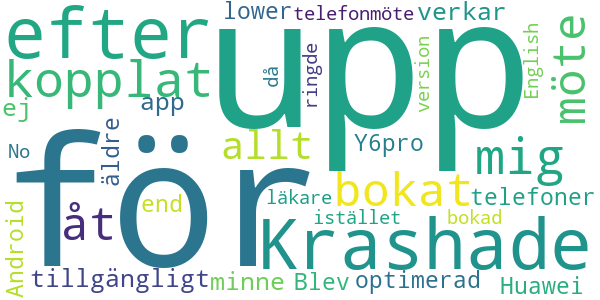 lower telefonmöte verkar
efter upp möte
kopplat då ringde version English
ej app
för
No äldre allt Y6pro mig
åt end bokat telefoner
läkare
istället bokad
Android Krashade
tillgängligt minne Blev optimerad Huawei